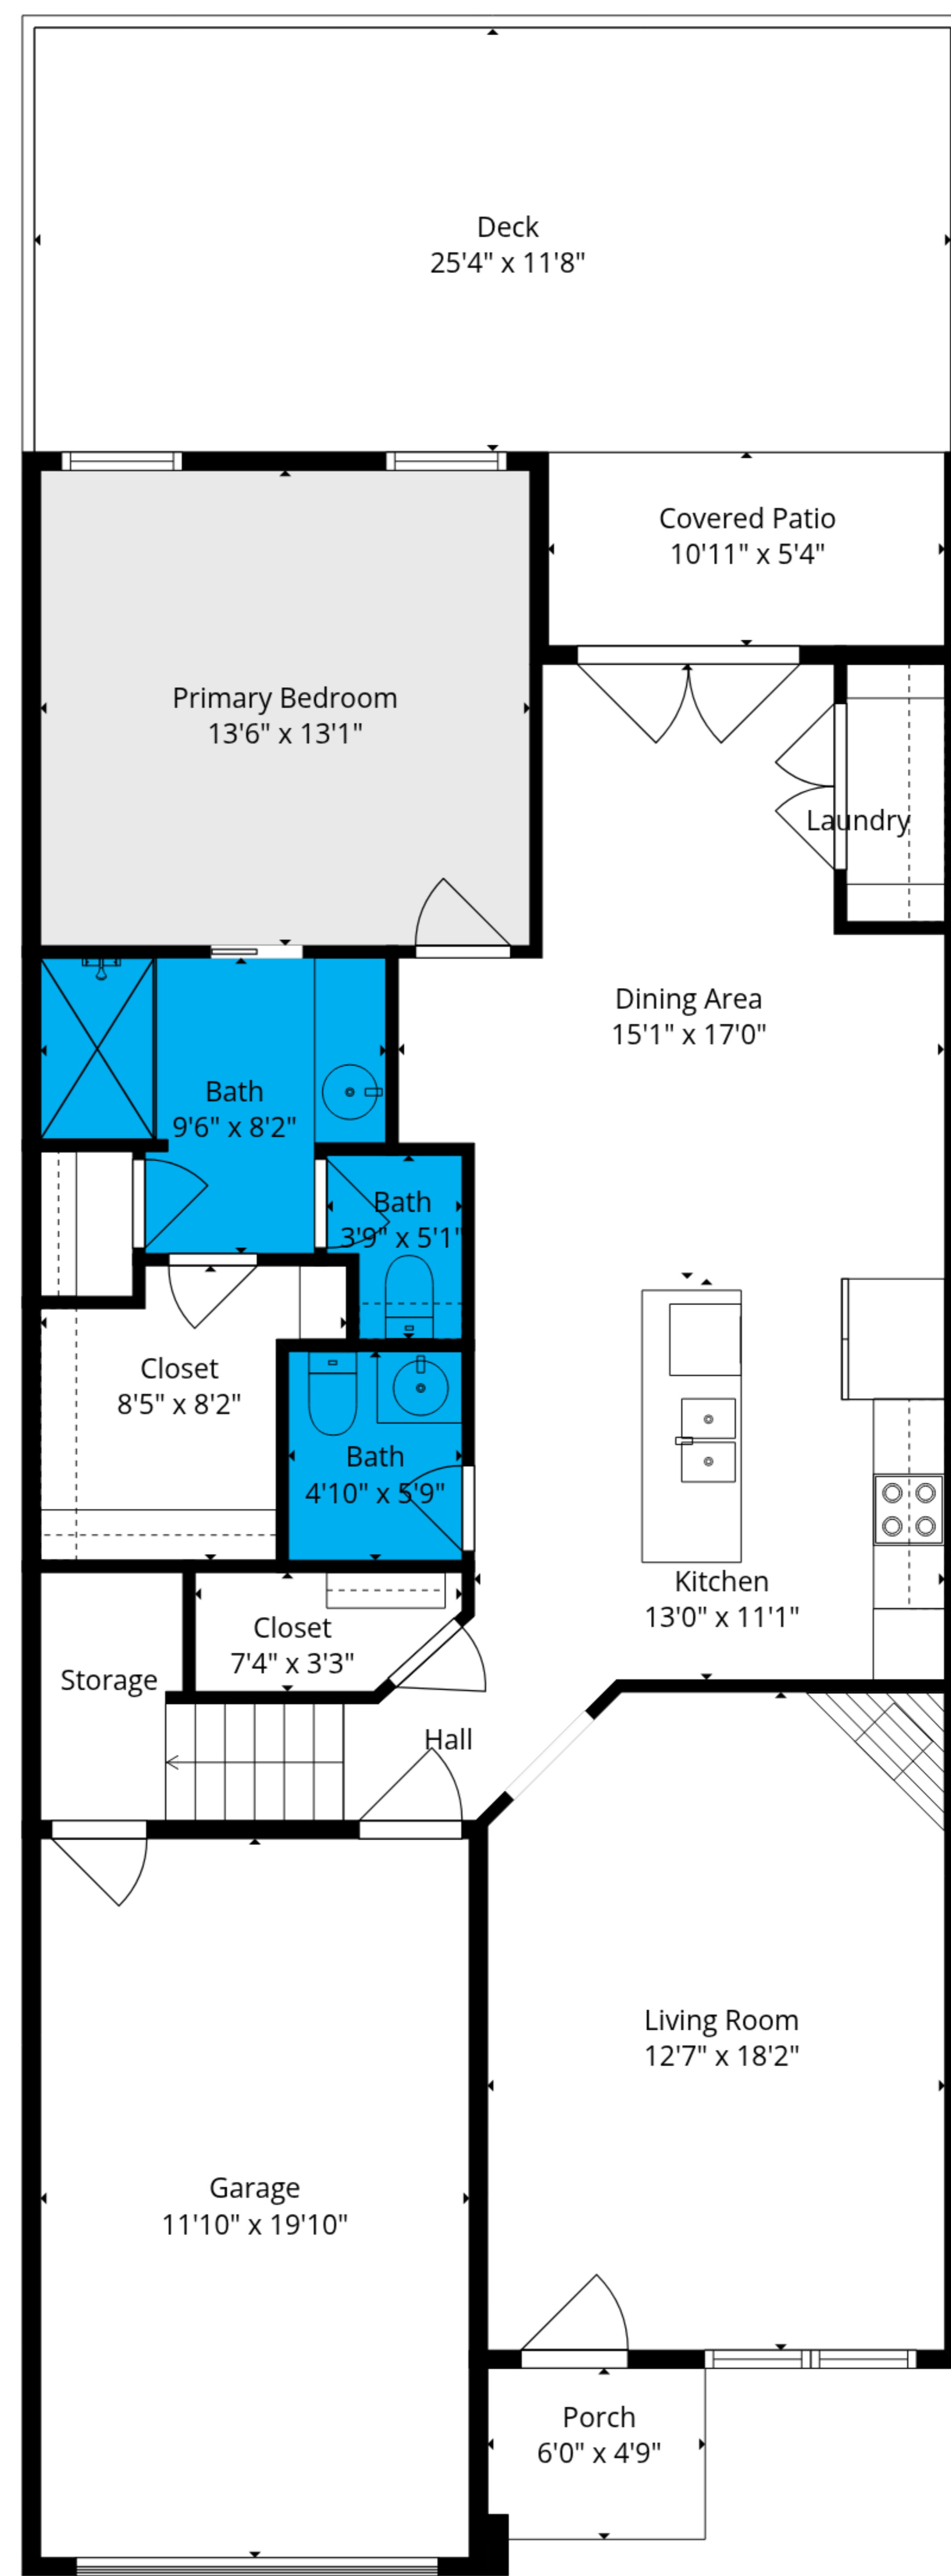 Deck
25'4" x 11'8"
Covered Patio
10'11" x 5'4"
Primary Bedroom
13'6" x 13'1"
Laundry
Dining Area
15'1" x 17'0"
Bath
9'6" x 8'2"
Bath
3'9" x 5'1"
Closet
8'5" x 8'2"
Bath
4'10" x 5'9"
Kitchen
13'0" x 11'1"
Closet
7'4" x 3'3"
Storage
Hall
Living Room
12'7" x 18'2"
Garage
11'10" x 19'10"
Porch
6'0" x 4'9"